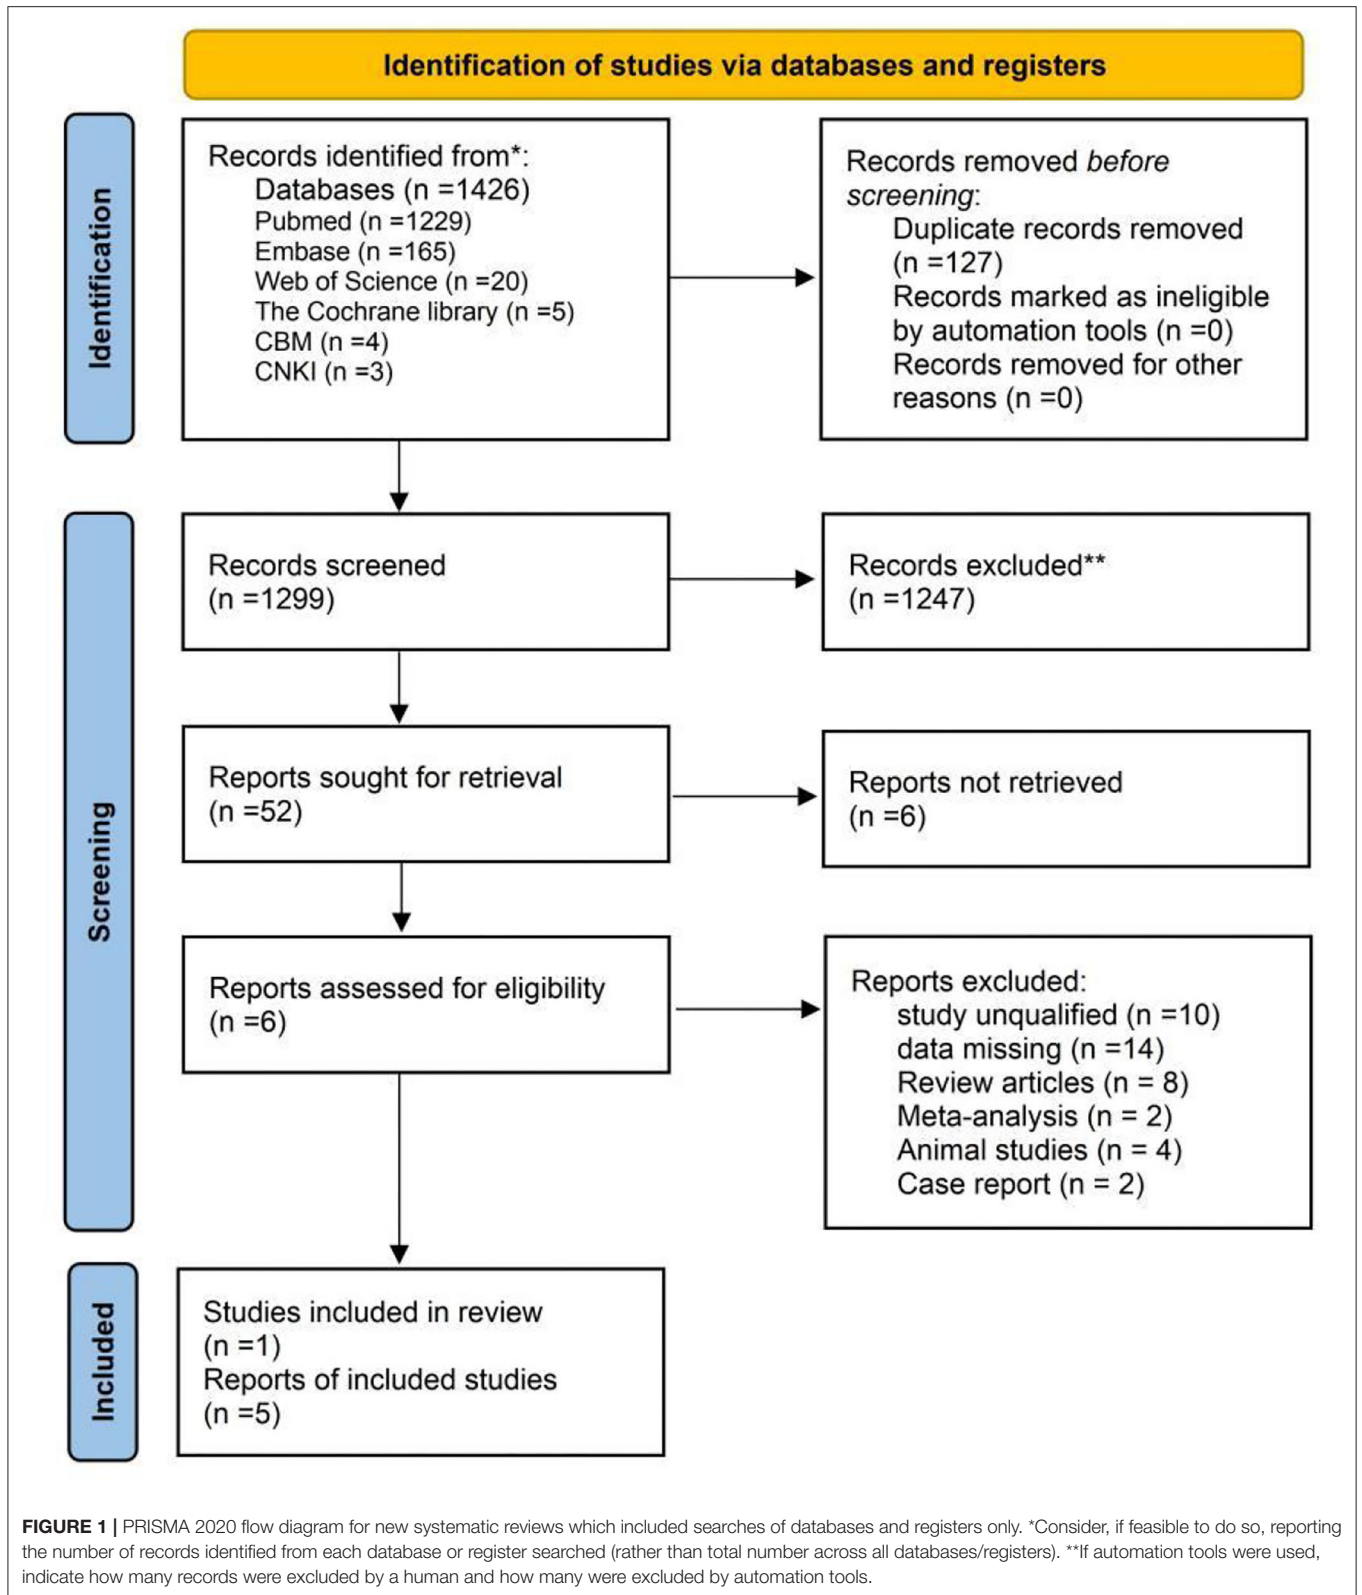 Identification of studies via databases and registers
Identification
Records identified from*:
Databases (n =1426)
Pubmed (n =1229)
Embase (n =165)
Web of Science (n =20)
The Cochrane library (n =5)
CBM (n =4)
CNKI (n =3)
Records removed before
screening:
Duplicate records removed
(n =127)
Records marked as ineligible
by automation tools (n =0)
Records removed for other
reasons (n =0)
Screening
Records screened
(n =1299)
Records excluded**
(n =1247)
Reports sought for retrieval
(n =52)
Reports not retrieved
(n =6)
Reports assessed for eligibility
(n =6)
Reports excluded:
study unqualified (n =10)
data missing (n =14)
Review articles (n = 8)
Meta-analysis (n = 2)
Animal studies (n = 4)
Case report (n = 2)
Included
Studies included in review
(n =1)
Reports of included studies
(n =5)
FIGURE 1 | PRISMA 2020 flow diagram for new systematic reviews which included searches of databases and registers only. *Consider, if feasible to do so, reporting
the number of records identified from each database or register searched (rather than total number across all databases/registers). **If automation tools were used,
indicate how many records were excluded by a human and how many were excluded by automation tools.